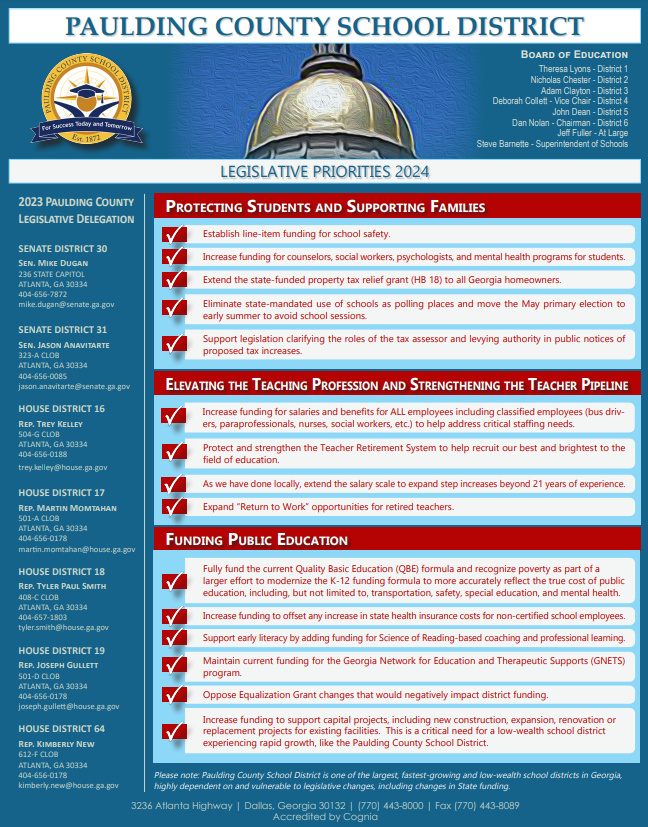 PAULDING COUNTY SCHOOL DISTRICT
PAULDING COUNTY SCHOOL DISTRICT
For Success Today and Tomorrow
Est. 1872
BOARD OF EDUCATION
Theresa Lyons - District 1
Nicholas Chester - District 2
Adam Clayton - District 3
Deborah Collett - Vice Chair - District 4
John Dean - District 5
Dan Nolan - Chairman - District 6
Jeff Fuller - At Large
Steve Barnette - Superintendent of Schools
LEGISLATIVE PRIORITIES 2024
2023 PAULDING COUNTY
LEGISLATIVE DELEGATION
SENATE DISTRICT 30
SEN. MIKE DUGAN
236 STATE CAPITOL
ATLANTA, GA 30334
404-656-7872
mike.dugan@senate.ga.gov
SENATE DISTRICT 31
SEN. JASON ANAVITARTE
323-A CLOB
ATLANTA, GA 30334
404-656-0085
jason.anavitarte@senate.ga.gov
HOUSE DISTRICT 16
REP. TREY KELLEY
504-G CLOB
ATLANTA, GA 30334
404-656-0188
trey.kelley@house.ga.gov
HOUSE DISTRICT 17
REP. MARTIN MOMTAHAN
501-A CLOB
ATLANTA, GA 30334
404-656-0178
martin.momtahan@house.ga.gov
HOUSE DISTRICT 18
REP. TYLER PAUL SMITH
408-C CLOB
ATLANTA, GA 30334
404-657-1803
tyler.smith@house.ga.gov
HOUSE DISTRICT 19
REP. JOSEPH GULLETT
501-D CLOB
ATLANTA, GA 30334
404-656-0178
joseph.gullett@house.ga.gov
HOUSE DISTRICT 64
REP. KIMBERLY NEW
612-F CLOB
ATLANTA, GA 30334
404-656-0178
kimberly.new@house.ga.gov
PROTECTING STUDENTS AND SUPPORTING FAMILIES
Establish line-item funding for school safety.
Increase funding for counselors, social workers, psychologists, and mental health programs for students.
Extend the state-funded property tax relief grant (HB 18) to all Georgia homeowners.
Eliminate state-mandated use of schools as polling places and move the May primary election to
early summer to avoid school sessions.
Support legislation clarifying the roles of the tax assessor and levying authority in public notices of
proposed tax increases.
ELEVATING THE TEACHING PROFESSION AND STRENGTHENING THE TEACHER PIPELINE
Increase funding for salaries and benefits for ALL employees including classified employees (bus driv-
ers, paraprofessionals, nurses, social workers, etc.) to help address critical staffing needs.
Protect and strengthen the Teacher Retirement System to help recruit our best and brightest to the
field of education.
As we have done locally, extend the salary scale to expand step increases beyond 21 years of experience.
Expand "Return to Work" opportunities for retired teachers.
FUNDING PUBLIC EDUCATION
Fully fund the current Quality Basic Education (QBE) formula and recognize poverty as part of a
larger effort to modernize the K-12 funding formula to more accurately reflect the true cost of public
education, including, but not limited to, transportation, safety, special education, and mental health.
Increase funding to offset any increase in state health insurance costs for non-certified school employees.
Support early literacy by adding funding for Science of Reading-based coaching and professional learning.
Maintain current funding for the Georgia Network for Education and Therapeutic Supports (GNETS)
program.
Oppose Equalization Grant changes that would negatively impact district funding.
Increase funding to support capital projects, including new construction, expansion, renovation or
replacement projects for existing facilities. This is a critical need for a low-wealth school district
experiencing rapid growth, like the Paulding County School District.
Please note: Paulding County School District is one of the largest, fastest-growing and low-wealth school districts in Georgia,
highly dependent on and vulnerable to legislative changes, including changes in State funding.
3236 Atlanta Highway | Dallas, Georgia 30132 | (770) 443-8000 | Fax (770) 443-8089
Accredited by Cognia